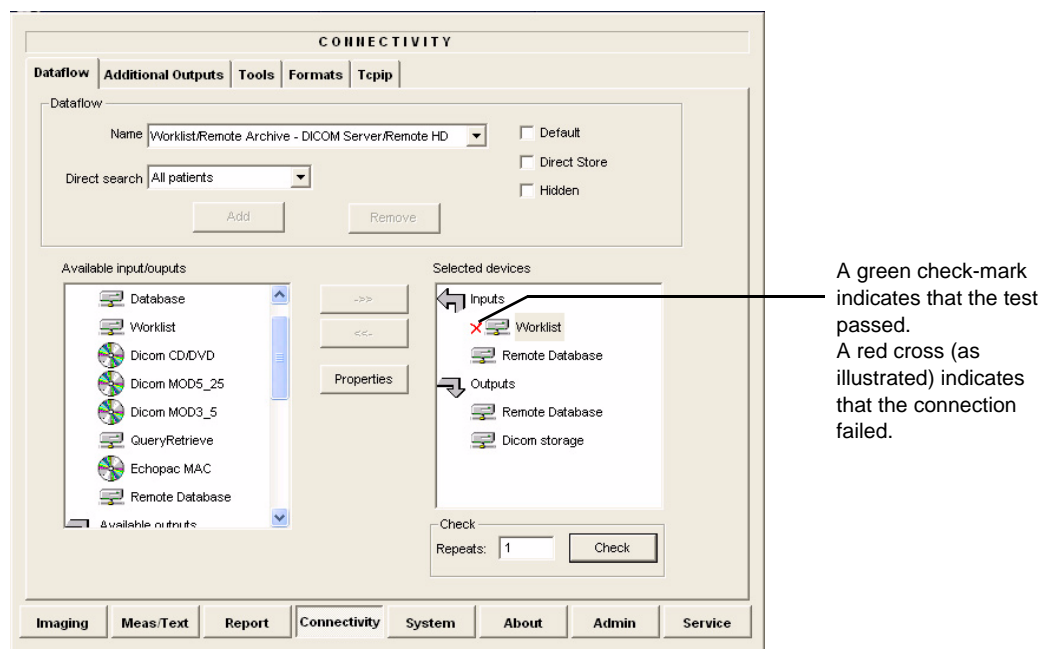 CONNECTIVITY
Dataflow Additional Outputs Tools Formats Tcpip
Dataflow
Name Worklist/Remote Archive - DICOM Server/Remote HD
Default
Direct Store
Hidden
Direct search All patients
Add Remove
Available input/ouputs
Database
Worklist
Dicom CD/DVD
Dicom MOD5_25
Dicom MOD3_5
QueryRetrieve
Echopac MAC
Remote Database
Available outputs
->>
<<-
Properties
Selected devices
Inputs
Worklist
Remote Database
Outputs
Remote Database
Dicom storage
Check
Repeats: 1 Check
Imaging Meas/Text Report Connectivity System About Admin Service
A green check-mark
indicates that the test
passed.
A red cross (as
illustrated) indicates
that the connection
failed.